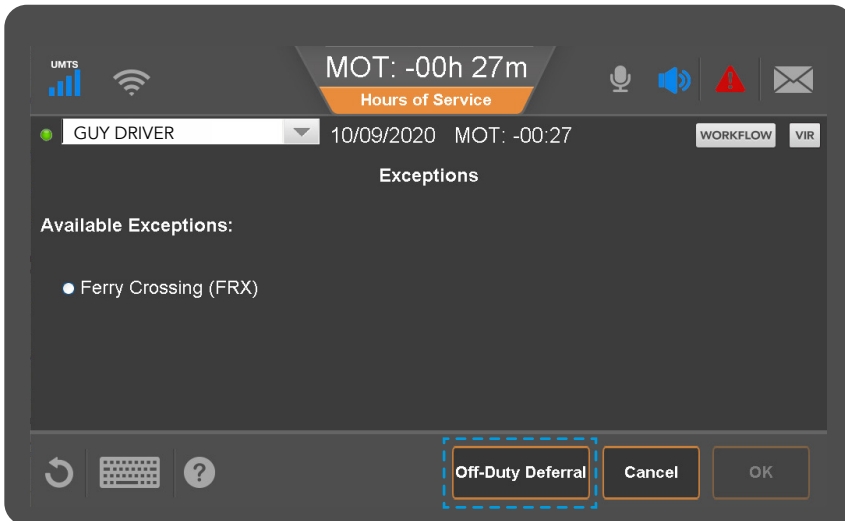 UMTS
MOT: -00h 27m
Hours of Service
GUY DRIVER
10/09/2020 MOT: -00:27
WORKFLOW
VIR
Exceptions
Available Exceptions:
Ferry Crossing (FRX)
?
Off-Duty Deferral
Cancel
OK